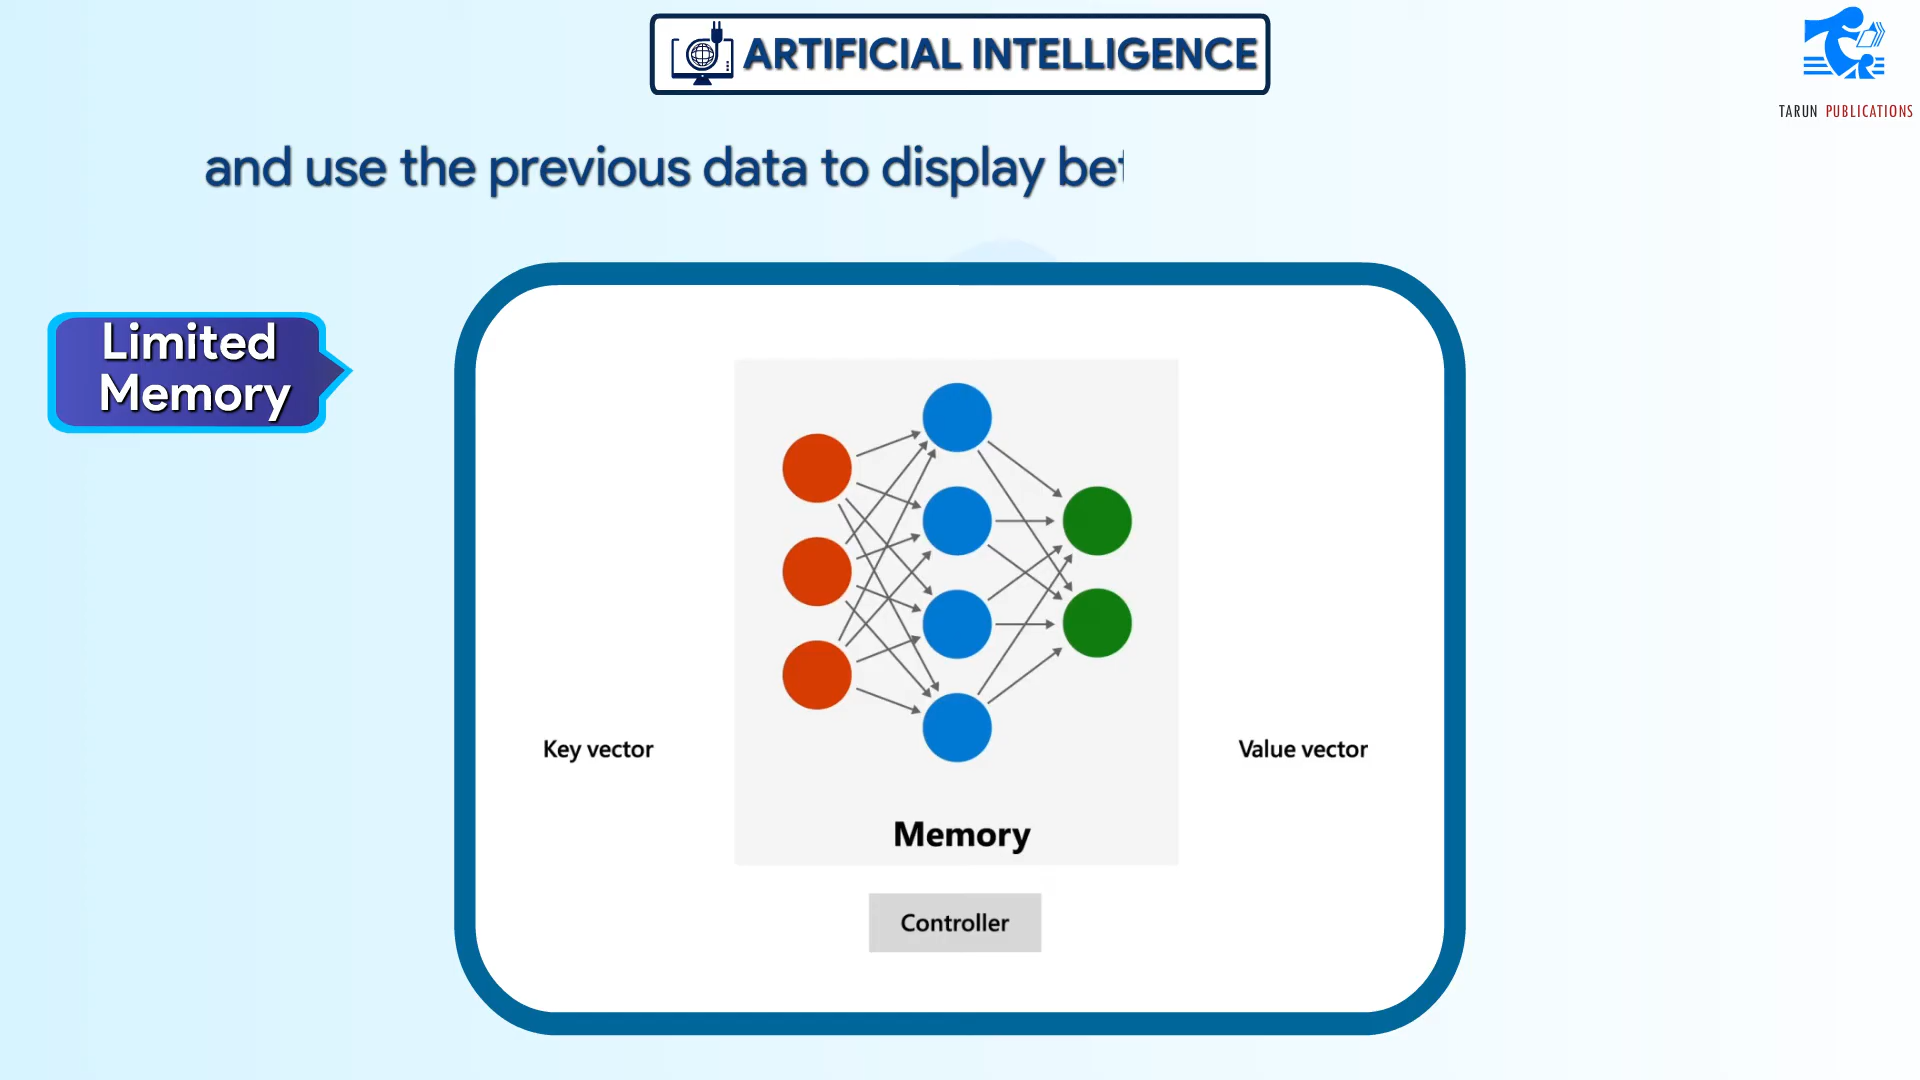 ARTIFICIAL INTELLIGENCE
TARUN PUBLICATIONS
and use the previous data to display
Limited
Memory
Key vector
Value vector
Memory
Controller